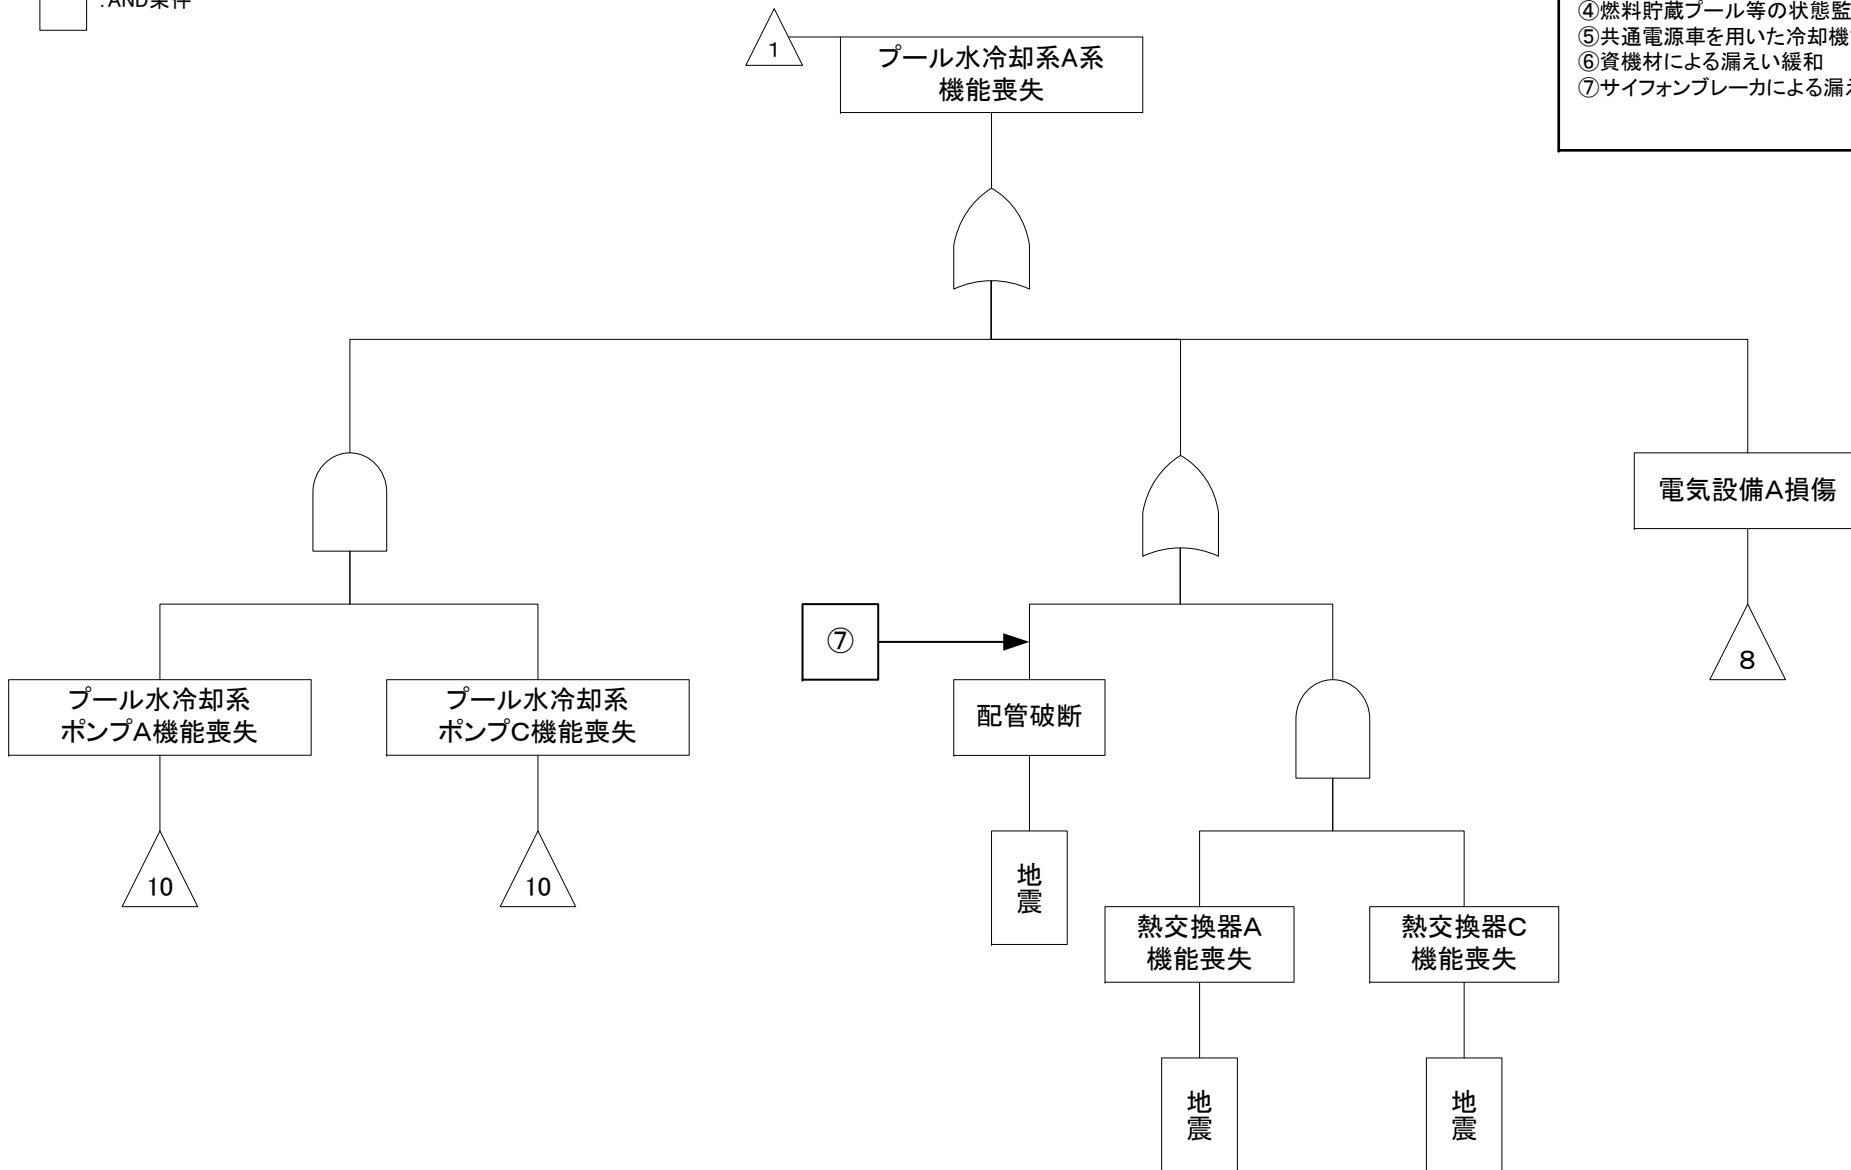 :AND条件
④燃料貯蔵プール等の状態監
⑤共通電源車を用いた冷却機
⑥資機材による漏えい緩和
⑦サイフォンブレーカによる漏
1
プール水冷却系A系
機能喪失
電気設備A損傷
8
⑦
プール水冷却系
ポンプA機能喪失
プール水冷却系
ポンプC機能喪失
配管破断
10
10
地
震
熱交換器A
機能喪失
熱交換器C
機能喪失
地
震
地
震